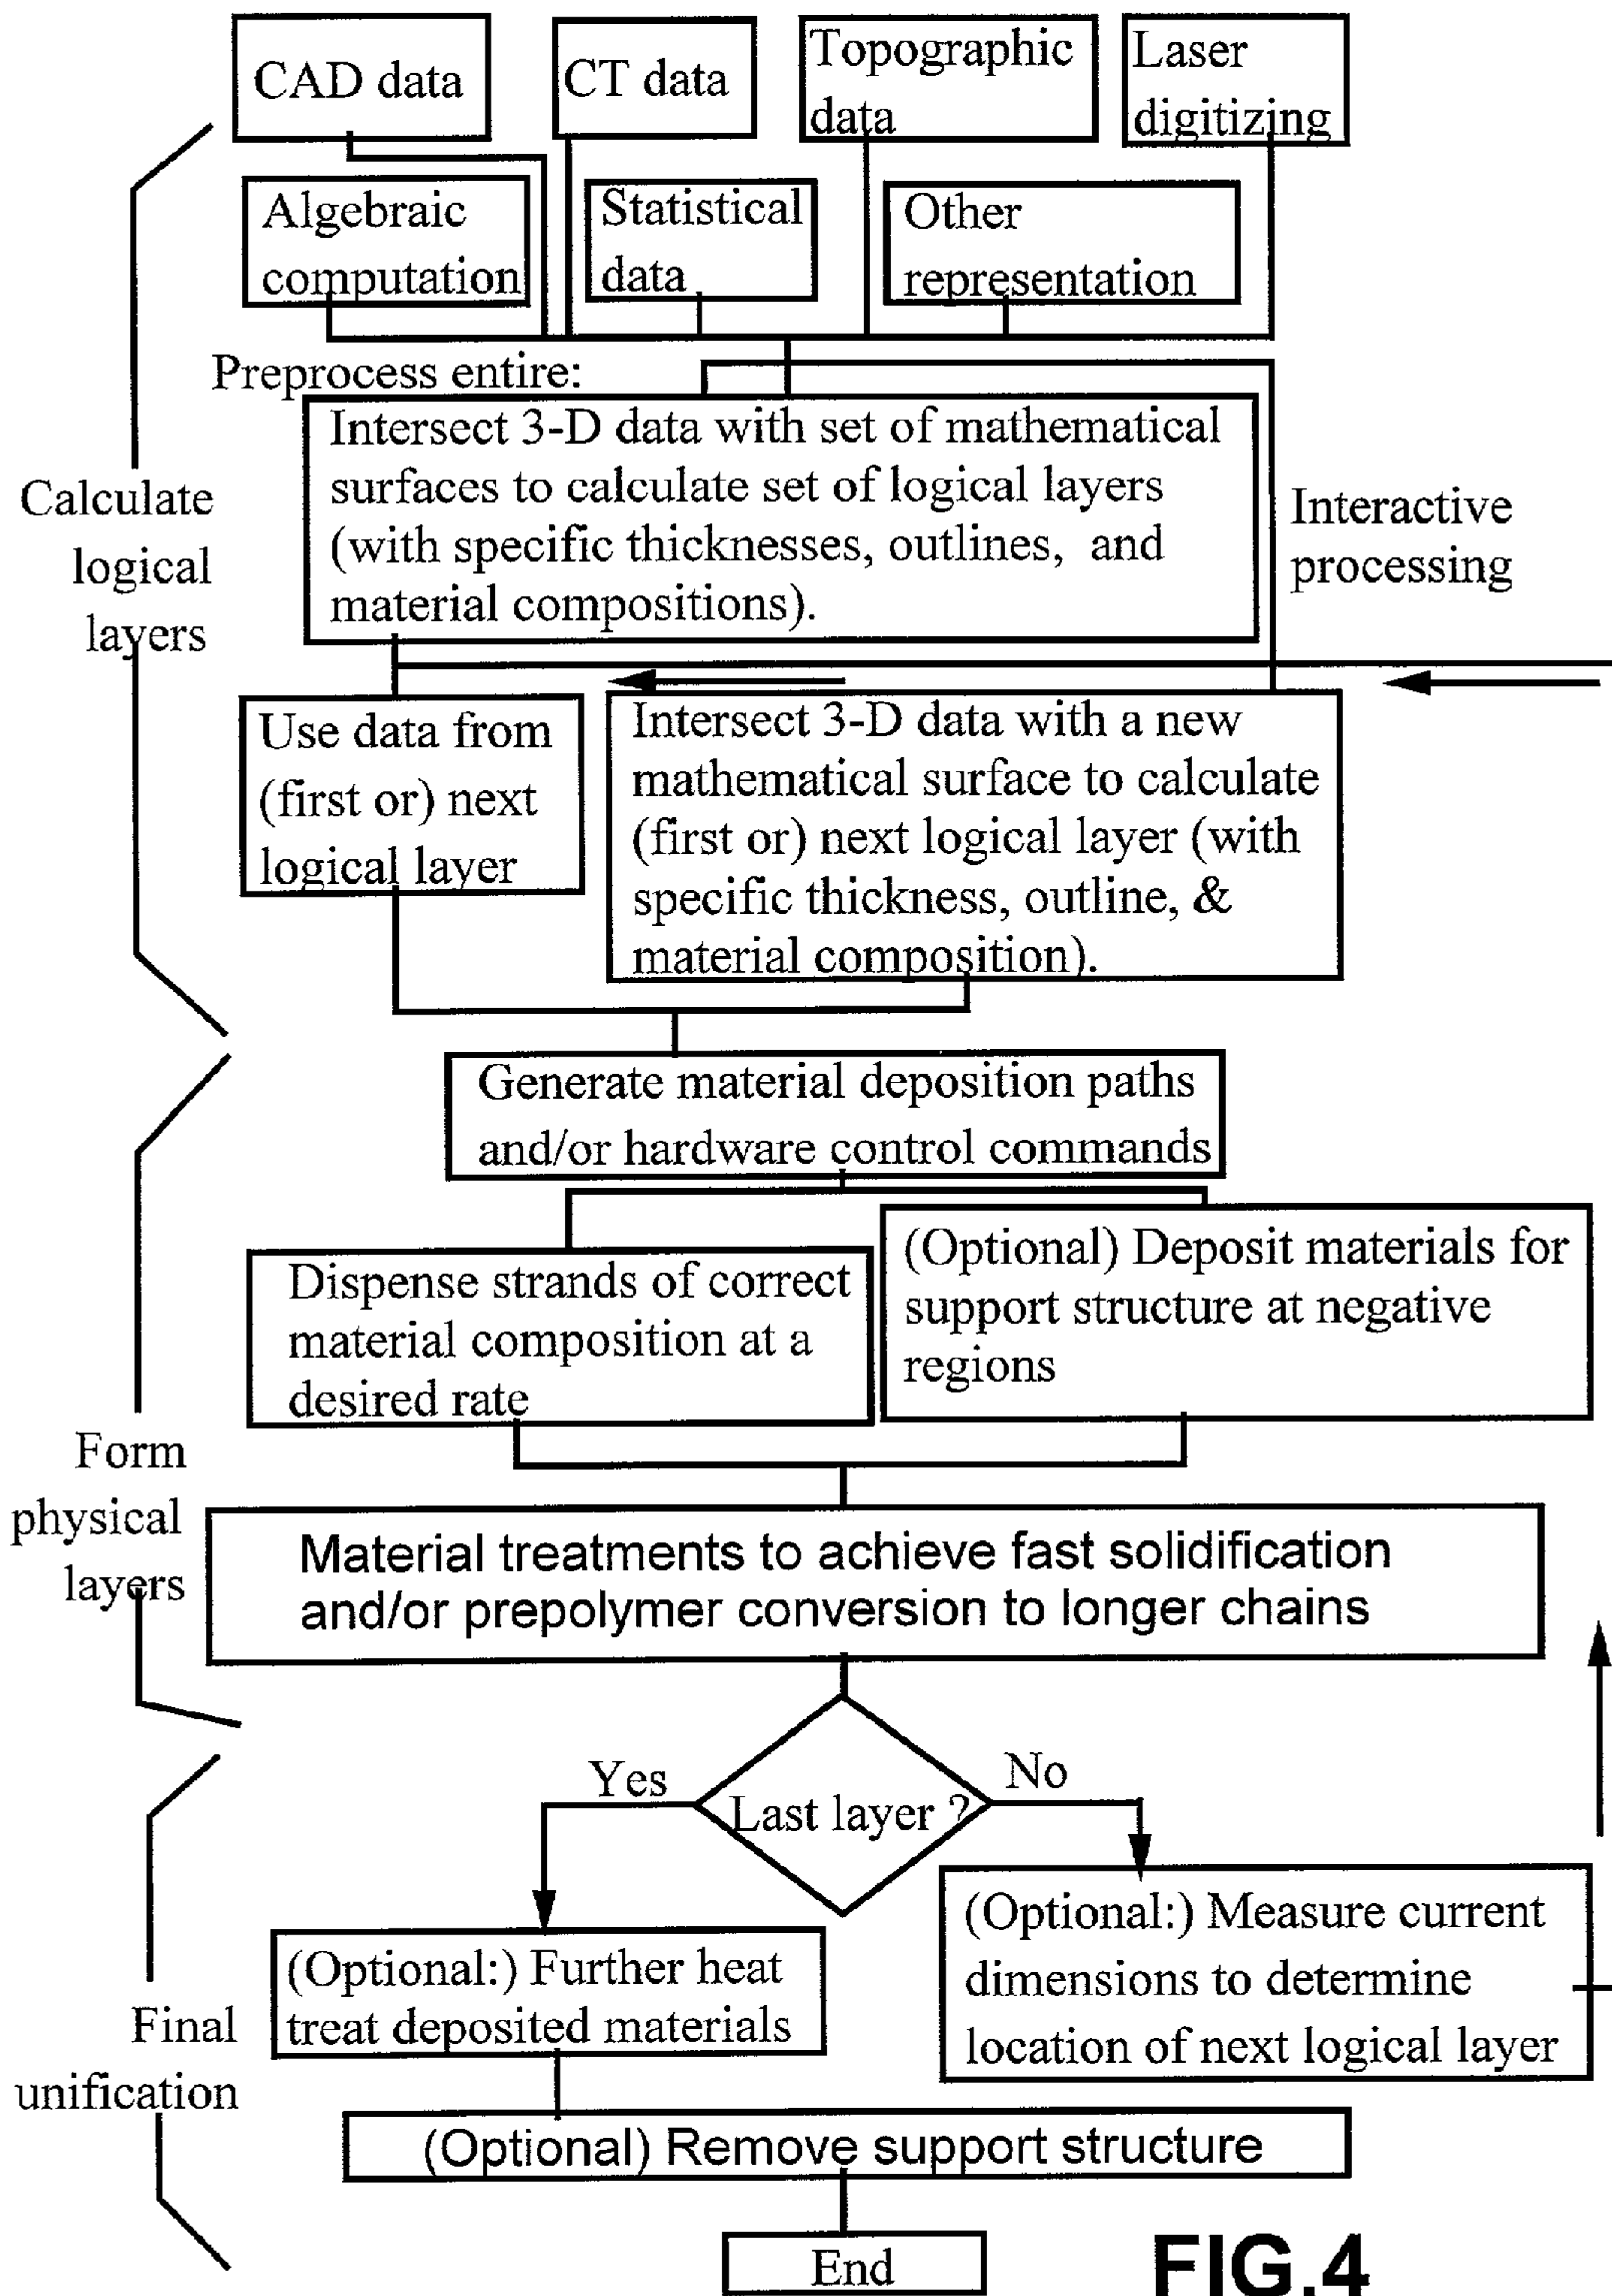 CAD data
CT data
Topographic
data
Laser
digitizing
Algebraic
computation
Statistical
data
Other
representation
Preprocess entire:
Intersect 3-D data with set of mathematical
surfaces to calculate set of logical layers
(with specific thicknesses, outlines, and
material compositions).
Calculate
logical
layers
Interactive
processing
Use data from
(first or) next
logical layer
Intersect 3-D data with a new
mathematical surface to calculate
(first or) next logical layer (with
specific thickness, outline, &
material composition).
Generate material deposition paths
and/or hardware control commands
Dispense strands of correct
material composition at a
desired rate
(Optional) Deposit materials for
support structure at negative
regions
Form
physical
layers
Material treatments to achieve fast solidification
and/or prepolymer conversion to longer chains
Yes
No
Last layer ?
(Optional:) Further heat
treat deposited materials
(Optional:) Measure current
dimensions to determine
location of next logical layer
Final
unification
(Optional) Remove support structure
End
FIG.4